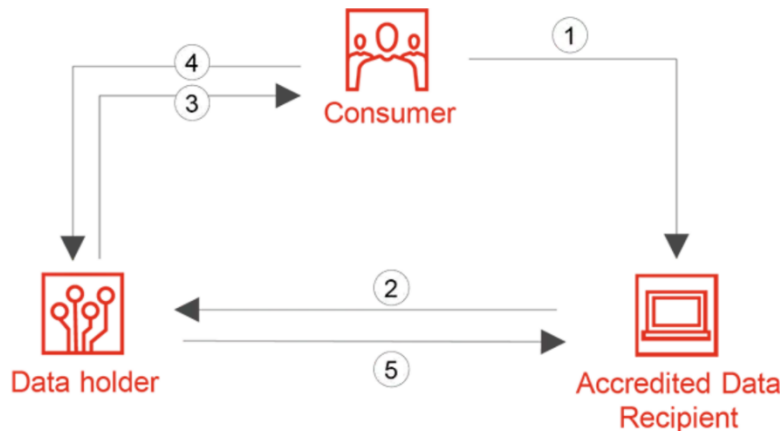 1
4
3
Consumer
2
5
Data holder
Accredited Data
Recipient